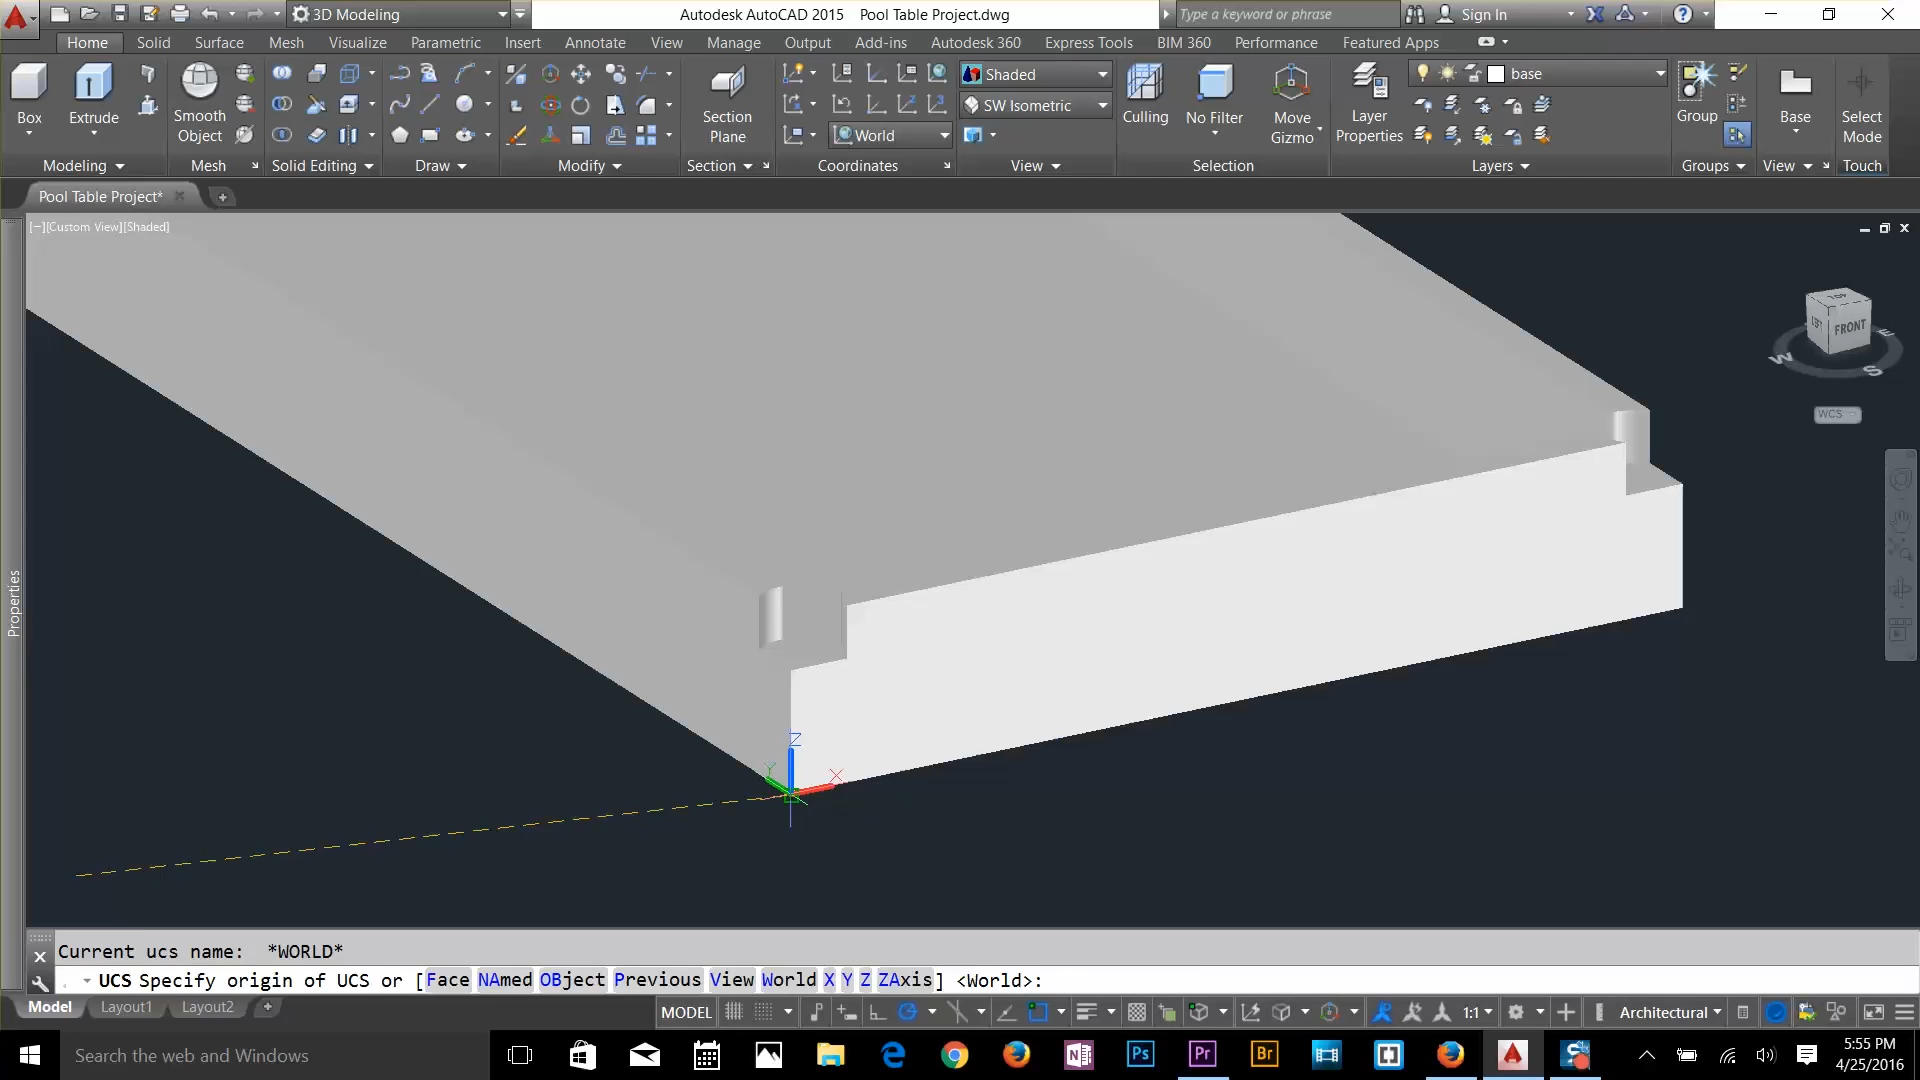 3D Modeling
Autodesk AutoCAD 2015 Pool Table Project.dwg
Type a keyword or phrase
Sign In
Home Solid Surface Mesh Visualize Parametric Insert Annotate View Manage Output Add-ins Autodesk 360 Express Tools BIM 360 Performance Featured Apps
Box
Extrude
Smooth
Object
Section
Plane
World
Shaded
SW Isometric
Culling
No Filter
Move
Gizmo
Layer
Properties
base
Group
Base
Select
Mode
Modeling Mesh Solid Editing Draw Modify Section Coordinates View Selection Layers Groups View Touch
Pool Table Project*
[−][Custom View][Shaded]
TOP
LEFT
FRONT
W
S
E
WCS
Properties
Z
Y
X
Current ucs name: *WORLD*
UCS Specify origin of UCS or [Face NAmed OBject Previous View World X Y Z ZAxis] <World>:
Model Layout1 Layout2
MODEL
1:1
Architectural
Search the web and Windows
Ps
Pr
Br
5:55 PM
4/25/2016